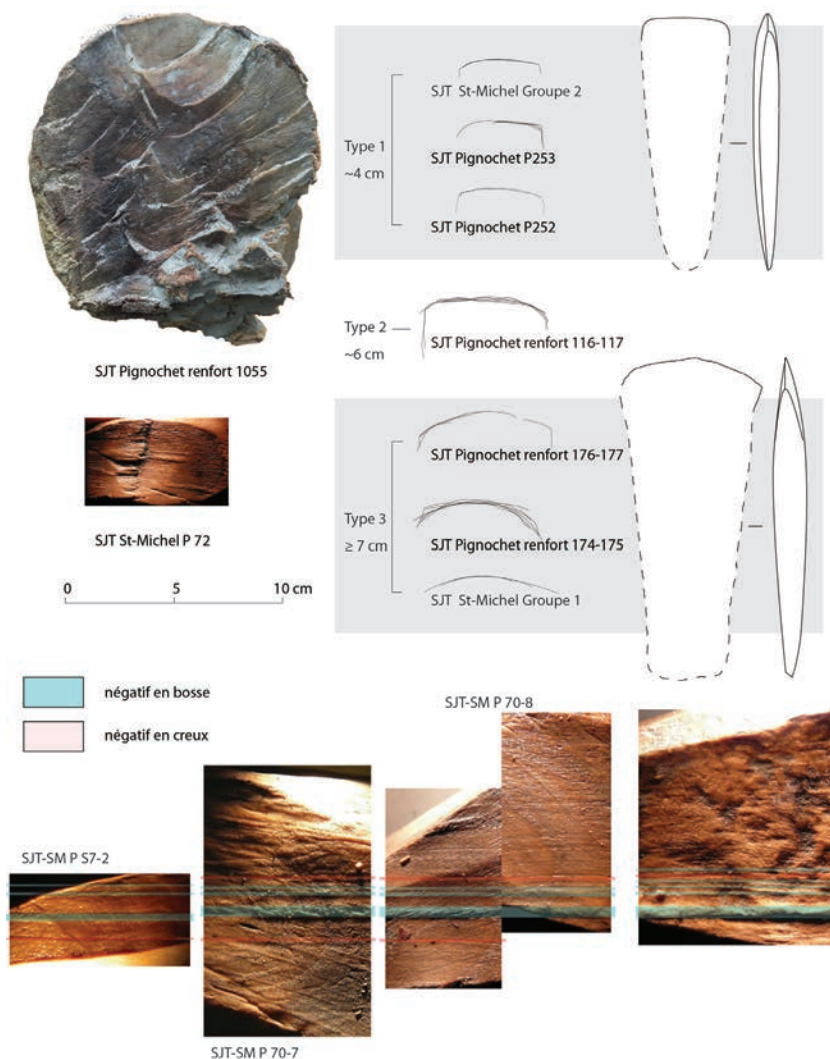 SJT St-Michel Groupe 2
Type 1
~4 cm
SJT Pignochet P253
SJT Pignochet P252
Type 2
~6 cm
SJT Pignochet renfort 116-117
SJT Pignochet renfort 1055
SJT Pignochet renfort 176-177
SJT St-Michel P 72
Type 3
≥ 7 cm
SJT Pignochet renfort 174-175
0 5 10 cm
SJT St-Michel Groupe 1
négatif en bosse
négatif en creux
SJT-SM P 70-8
SJT-SM P S7-2
SJT-SM P 70-7